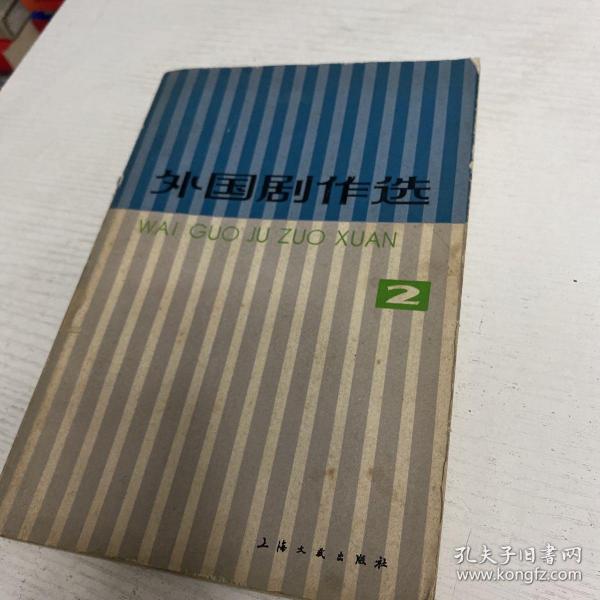 外国剧作选
WAI GUO JU ZUO XUAN
2
上海文艺出版社
孔夫子旧书网
www.kongfz.com